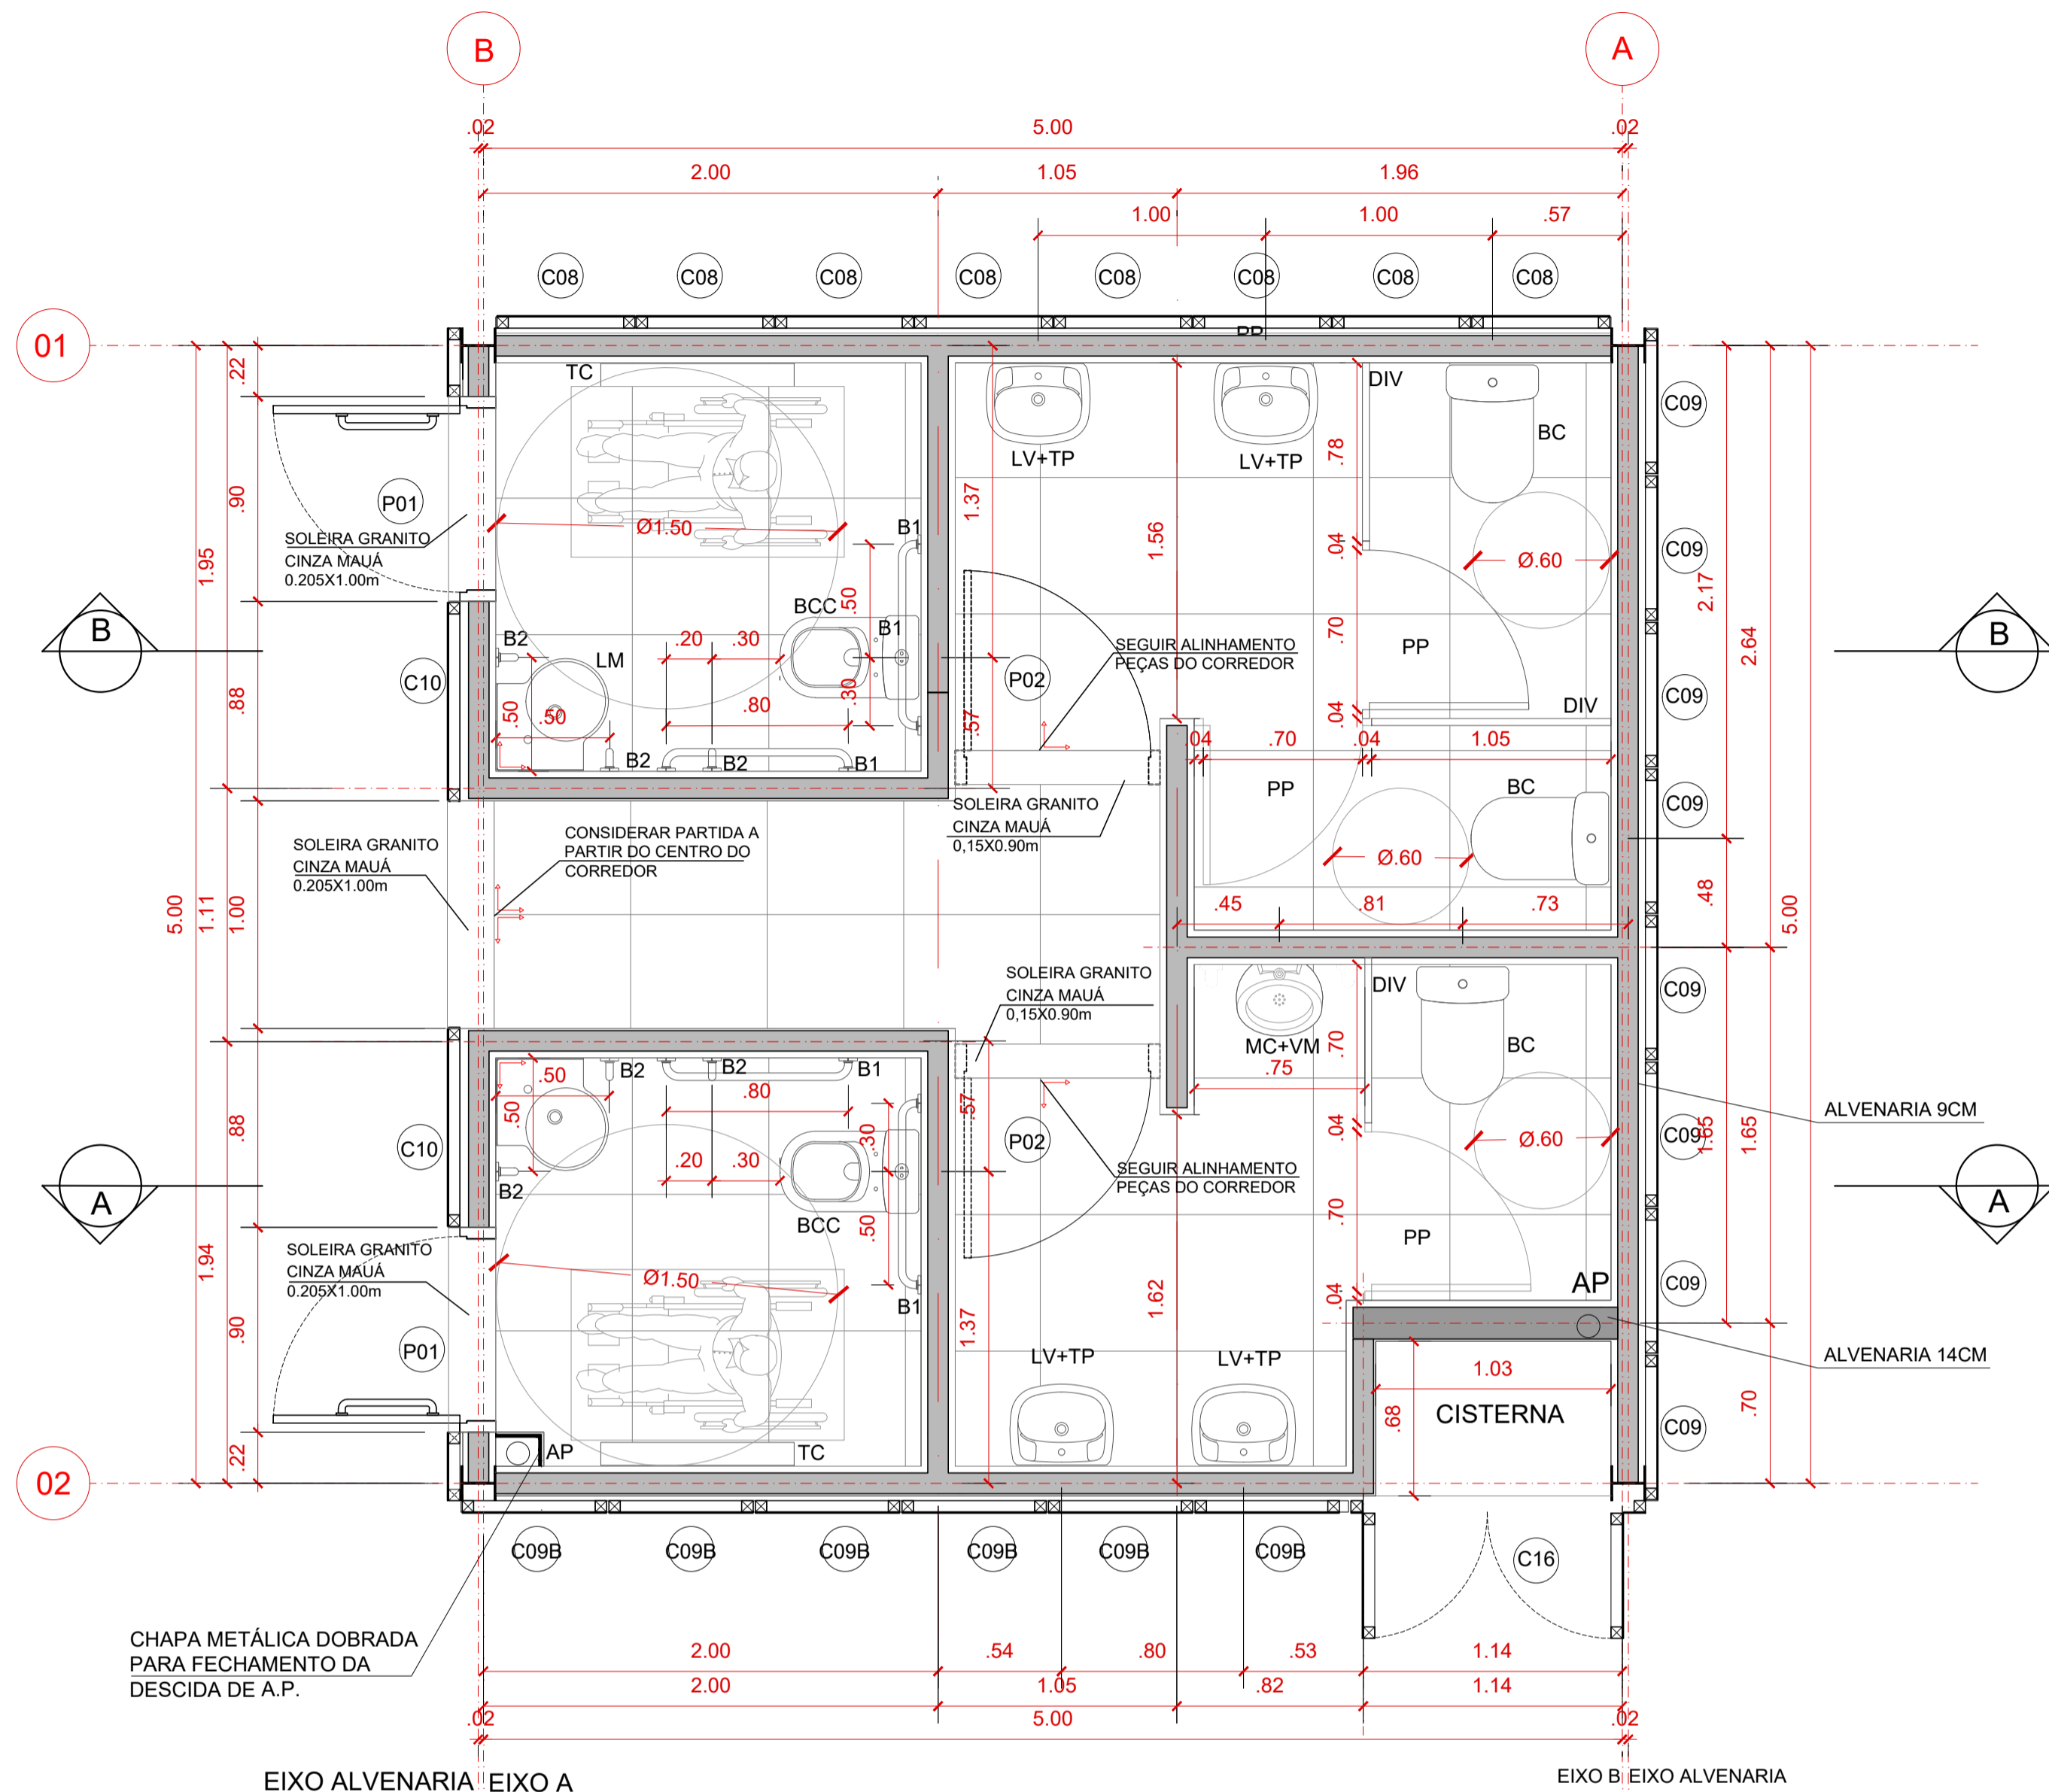 B
A
.02
5.00
.02
2.00
1.05
1.96
1.00
1.00
.57
C08
C08
C08
C08
C08
C08
C08
C08
01
PP
.22
TC
DIV
C09
BC
LV+TP
LV+TP
.78
.90
P01
1.37
SOLEIRA GRANITO
CINZA MAUÁ
0.205X1.00m
Ø1.50
B1
1.56
.04
Ø.60
C09
1.95
2.17
B
BCC
.50
B1
.20
.30
B2
LM
SEGUIR ALINHAMENTO
PEÇAS DO CORREDOR
.70
PP
2.64
B
C10
P02
C09
.88
.50
.50
.80
.30
.57
.04
DIV
B2
B2
B1
.04
.70
.04
1.05
PP
BC
C09
SOLEIRA GRANITO
CINZA MAUÁ
0,15X0.90m
SOLEIRA GRANITO
CINZA MAUÁ
0.205X1.00m
CONSIDERAR PARTIDA A
PARTIR DO CENTRO DO
CORREDOR
Ø.60
5.00
1.11
1.00
.45
.81
.73
.48
5.00
SOLEIRA GRANITO
CINZA MAUÁ
0,15X0.90m
DIV
C09
MC+VM
.75
.70
BC
.50
B2
B2
B1
.50
.80
.57
ALVENARIA 9CM
.88
C10
.30
P02
.04
Ø.60
C09
1.65
1.65
.20
.30
SEGUIR ALINHAMENTO
PEÇAS DO CORREDOR
A
B2
BCC
.50
.70
PP
A
SOLEIRA GRANITO
CINZA MAUÁ
0.205X1.00m
1.94
Ø1.50
B1
1.62
.04
AP
C09
.90
P01
1.37
LV+TP
LV+TP
ALVENARIA 14CM
1.03
.68
CISTERNA
.70
C09
.22
AP
TC
02
C09B
C09B
C09B
C09B
C09B
C09B
C16
CHAPA METÁLICA DOBRADA
PARA FECHAMENTO DA
DESCIDA DE A.P.
2.00
.54
.80
.53
1.14
2.00
1.05
.82
1.14
.02
5.00
.02
EIXO ALVENARIA
EIXO A
EIXO B
EIXO ALVENARIA